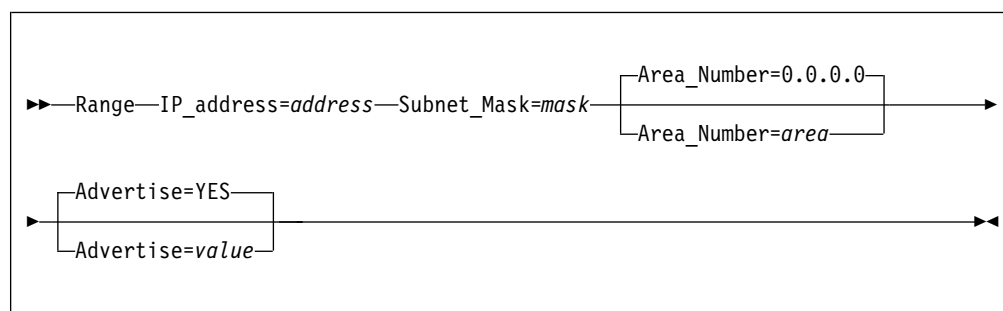 Area_Number=0.0.0.0
Range IP_address=address Subnet_Mask=mask
Area_Number=area
Advertise=YES
Advertise=value